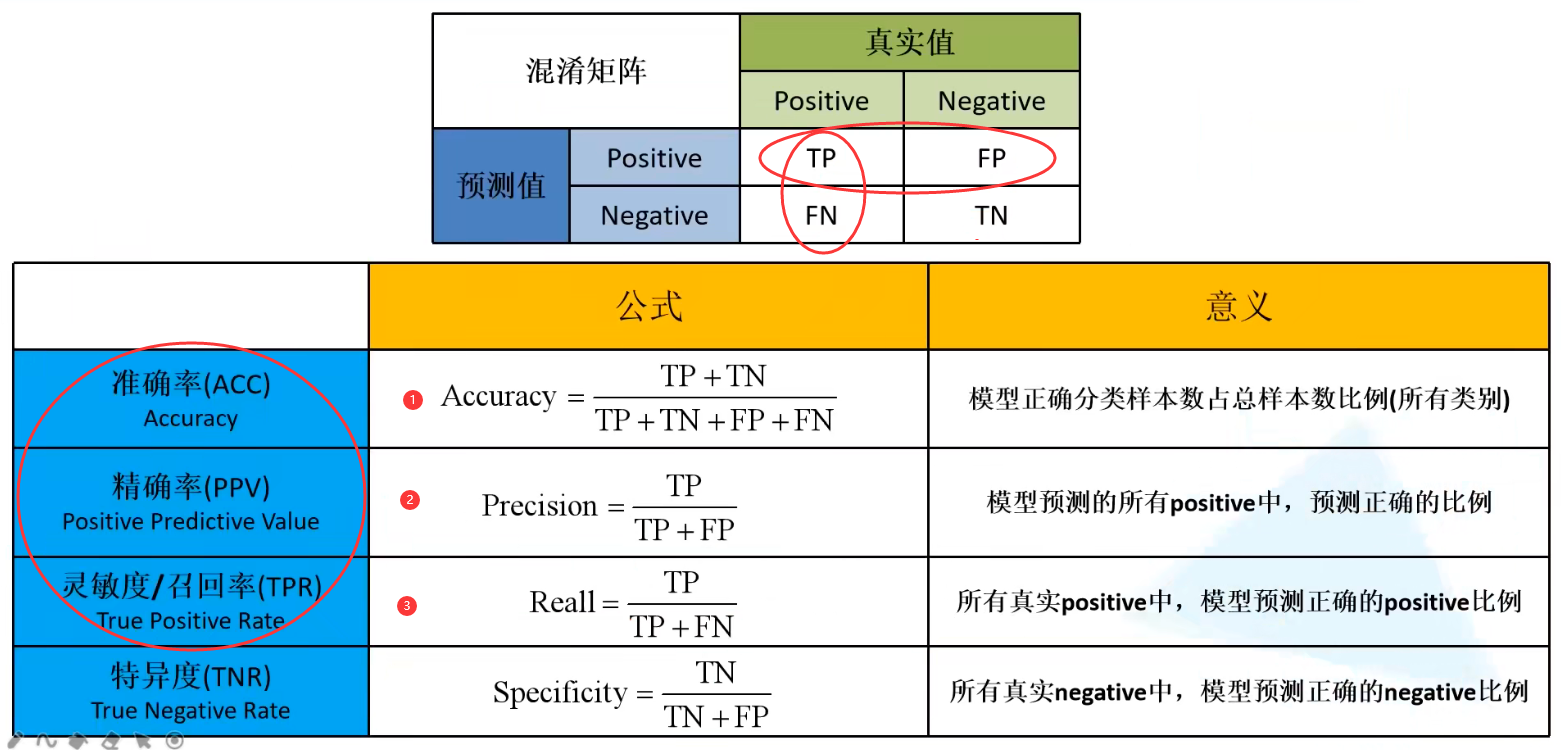 混淆矩阵
真实值
Positive
Negative
预测值
Positive
TP
FP
Negative
FN
TN
公式
意义
准确率(ACC)
Accuracy
1
Accuracy = TP + TN / TP + TN + FP + FN
模型正确分类样本数占总样本数比例(所有类别)
精确率(PPV)
Positive Predictive Value
2
Precision = TP / TP + FP
模型预测的所有positive中，预测正确的比例
灵敏度/召回率(TPR)
True Positive Rate
3
Reall = TP / TP + FN
所有真实positive中，模型预测正确的positive比例
特异度(TNR)
True Negative Rate
Specificity = TN / TN + FP
所有真实negative中，模型预测正确的negative比例